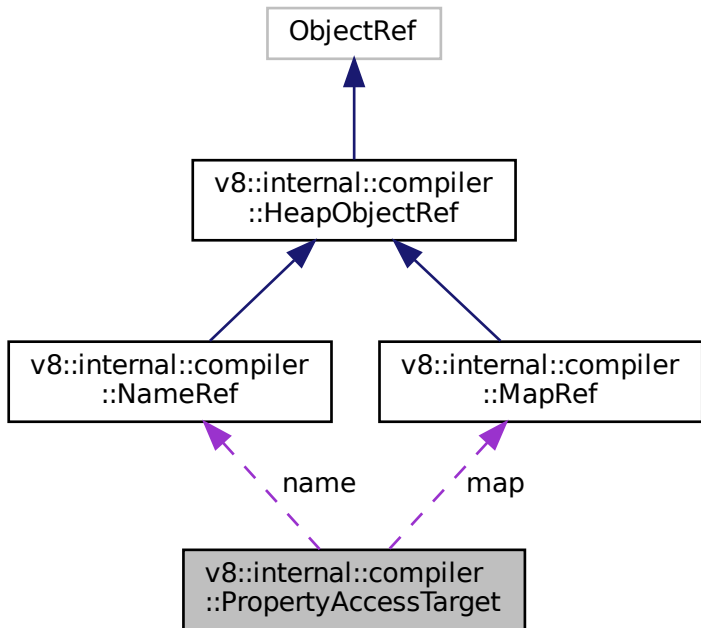 ObjectRef
v8::internal::compiler
::HeapObjectRef
v8::internal::compiler
::NameRef
v8::internal::compiler
::MapRef
name
map
v8::internal::compiler
::PropertyAccessTarget